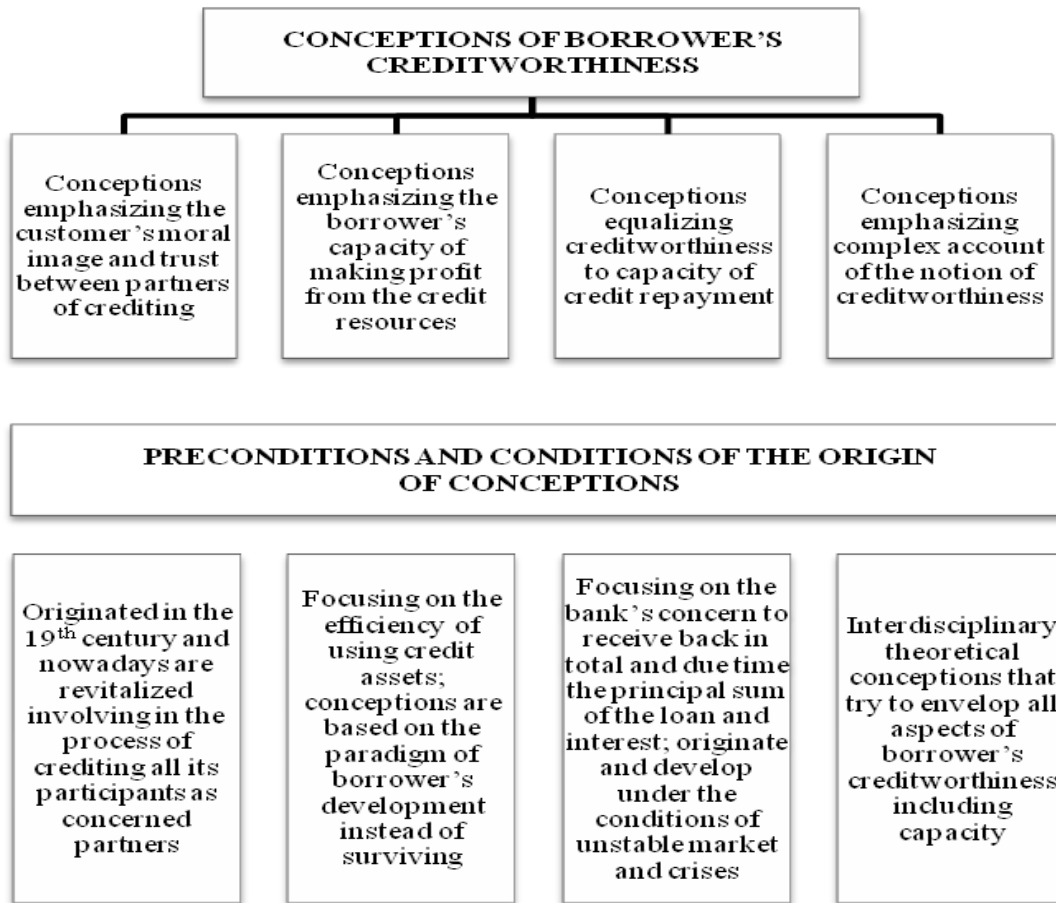 CONCEPTIONS OF BORROWER'S
CREDITWORTHINESS
Conceptions
emphasizing the
customer's moral
image and trust
between partners
of crediting
Conceptions
emphasizing the
borrower's
capacity of
making profit
from the credit
resources
Conceptions
equalizing
creditworthiness
to capacity of
credit repayment
Conceptions
emphasizing
complex account
of the notion of
creditworthiness
PRECONDITIONS AND CONDITIONS OF THE ORIGIN
OF CONCEPTIONS
Originated in the
19th century and
nowadays are
revitalized
involving in the
process of
crediting all its
participants as
concerned
partners
Focusing on the
efficiency of
using credit
assets;
conceptions are
based on the
paradigm of
borrower's
development
instead of
surviving
Focusing on the
bank's concern to
receive back in
total and due time
the principal sum
of the loan and
interest; originate
and develop
under the
conditions of
unstable market
and crises
Interdisciplinary
theoretical
conceptions that
try to envelop all
aspects of
borrower's
creditworthiness
including
capacity